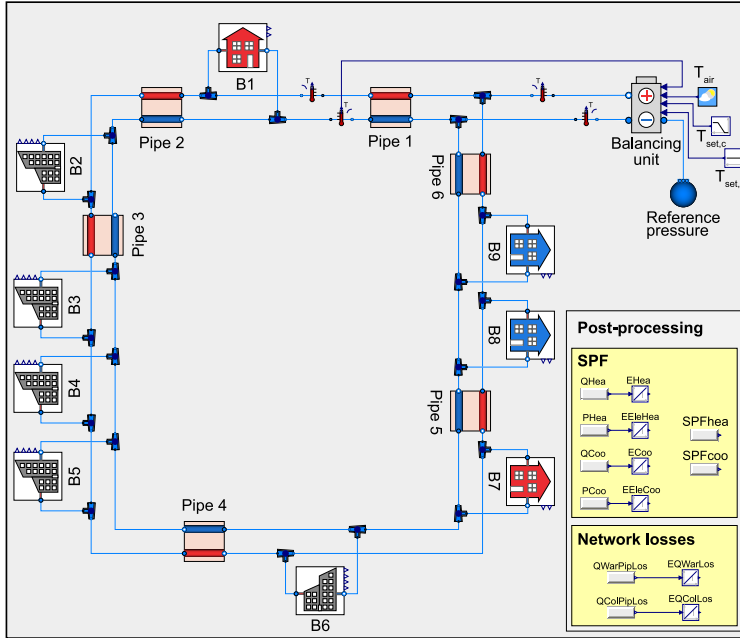 B1
T
T
T
T
T air
Pipe 2
Pipe 1
Balancing
unit
T set,c
T set,
B2
Pipe 6
Reference
pressure
Pipe 3
B9
B3
B8
Post-processing
SPF
QHea
EHea
B4
PHea
EEleHea
SPFhea
Pipe 5
QCoo
ECoo
SPFcoo
B5
B7
PCoo
EEleCoo
Pipe 4
Network losses
QWarPipLos
EQWarLos
QColPipLos
EQColLos
B6